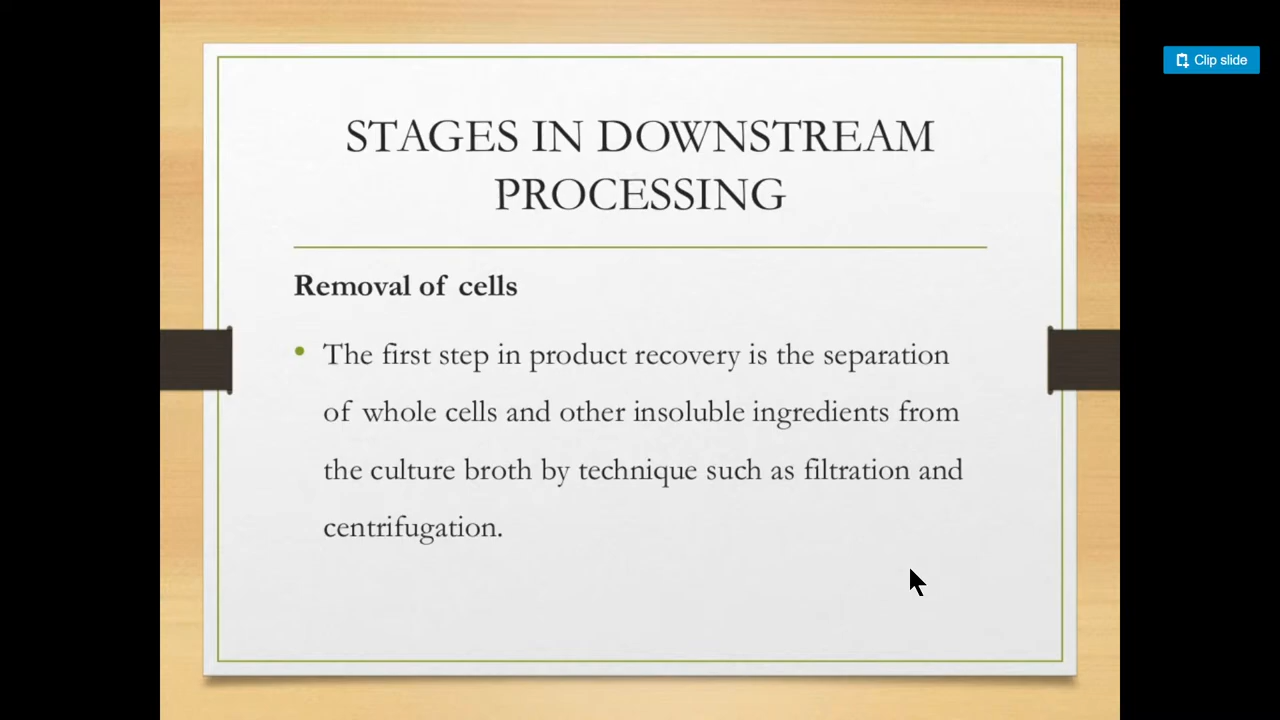 Clip slide
STAGES IN DOWNSTREAM
PROCESSING
Removal of cells
• The first step in product recovery is the separation
of whole cells and other insoluble ingredients from
the culture broth by technique such as filtration and
centrifugation.